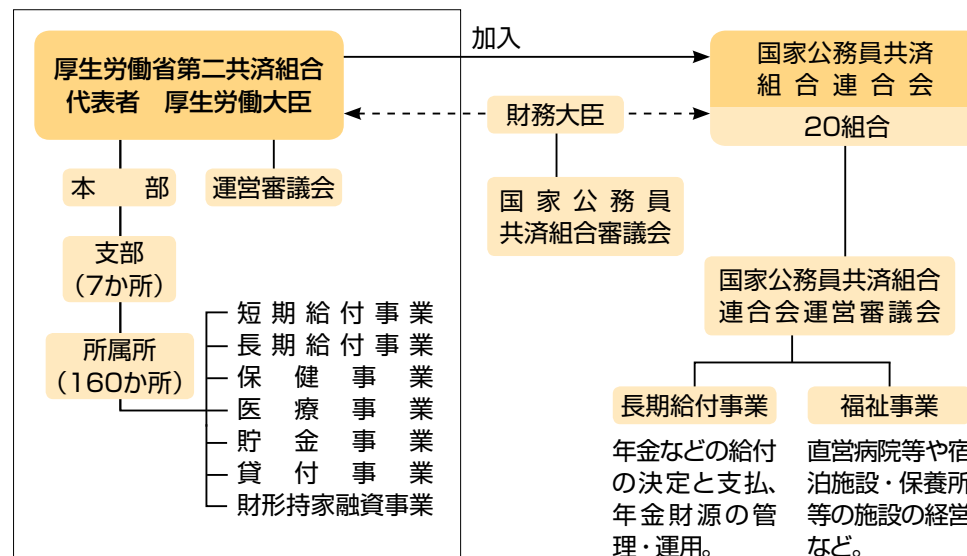 厚生労働省第二共済組合
代表者　厚生労働大臣
加入
国家公務員共済
組合連合会
20組合
財務大臣
国家公務員
共済組合審議会
本　部
運営審議会
支部
（7か所）
所属所
（160か所）
短期給付事業
長期給付事業
保健事業
医療事業
貯金事業
貸付事業
財形持家融資事業
国家公務員共済組合
連合会運営審議会
長期給付事業
年金などの給付
の決定と支払、
年金財源の管
理・運用。
福祉事業
直営病院等や宿
泊施設・保養所
等の施設の経営
など。